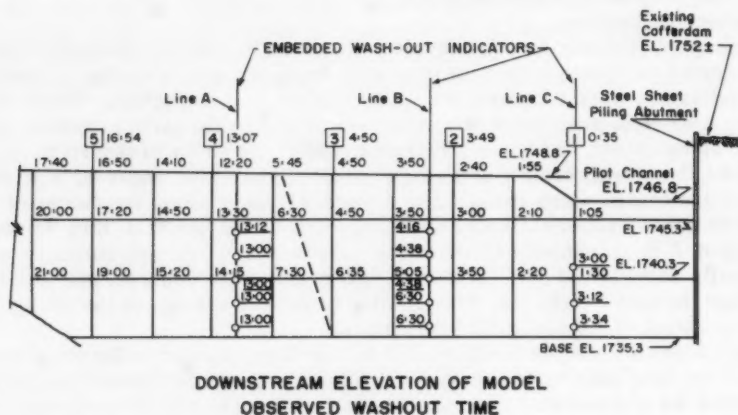 Existing
Cofferdam
EL. 1752±
EMBEDDED WASH-OUT INDICATORS
Steel Sheet
Piling Abutment
Line A
Line B
Line C
5 16:54
4 13:07
3 4:50
2 3:49
1 0:35
17:40 16:50 14:10 12:20 5:45 4:50 3:50 2:40 1:55
EL.1748.8
Pilot Channel
EL.1746.8
20:00 17:20 14:50 13:30 6:30 4:50 3:50 3:00 2:10 1:05
EL.1745.3
13:12 4:16
13:00 4:38 3:00
EL.1740.3
21:00 19:00 15:20 14:15 7:30 6:35 5:05 3:50 2:20 1:30
13:00 4:38
13:00 6:30 3:12
13:00 6:30 3:34
BASE EL.1735.3
DOWNSTREAM ELEVATION OF MODEL
OBSERVED WASHOUT TIME